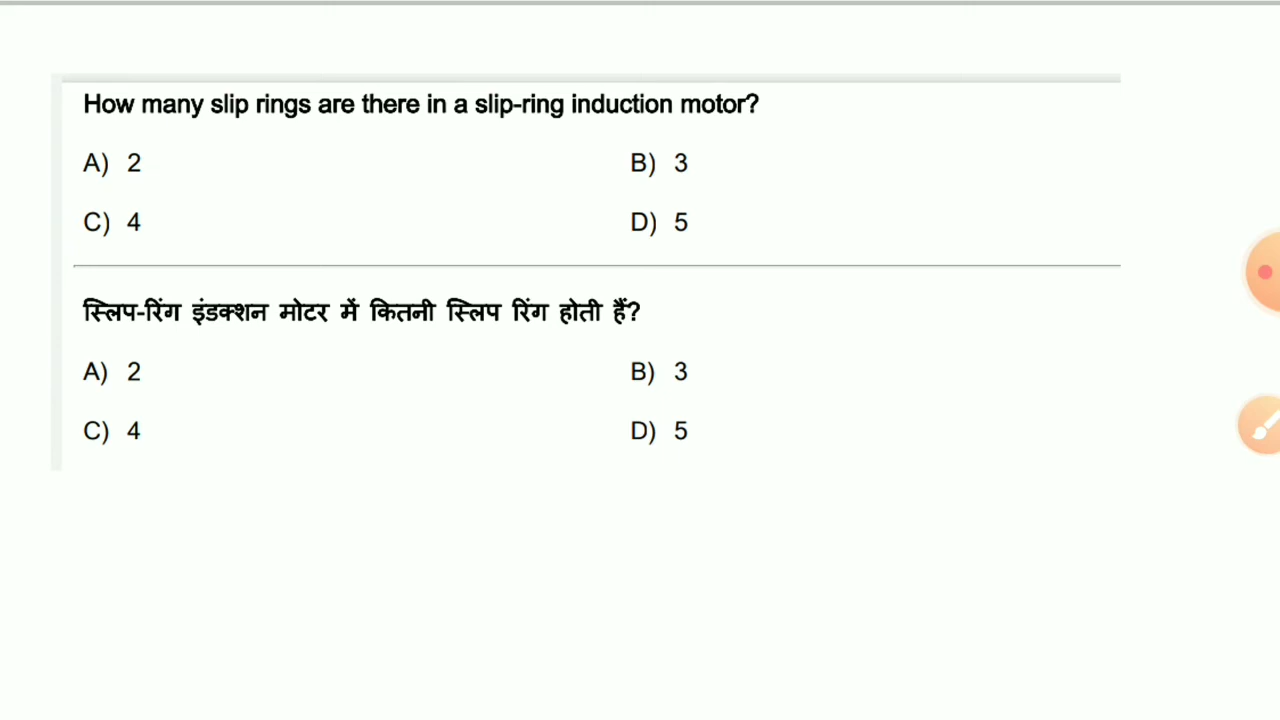 How many slip rings are there in a slip-ring induction motor?
A) 2 B) 3
C) 4 D) 5
स्लिप-रिंग इंडक्शन मोटर में कितनी स्लिप रिंग होती हैं?
A) 2 B) 3
C) 4 D) 5